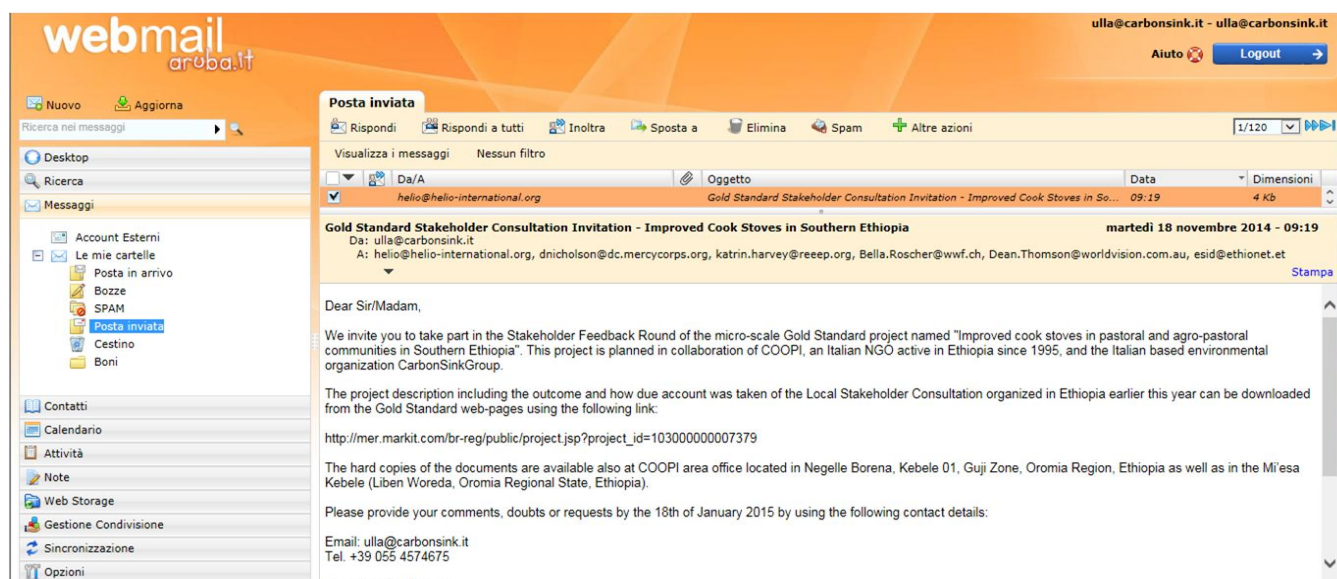 webmail
aruba.it
ulla@carbonsink.it - ulla@carbonsink.it
Aiuto
Logout
Nuovo
Aggiorna
Ricerca nei messaggi
Desktop
Ricerca
Messaggi
Account Esterni
Le mie cartelle
Posta in arrivo
Bozze
SPAM
Posta inviata
Cestino
Boni
Contatti
Calendario
Attività
Note
Web Storage
Gestione Condivisione
Sincronizzazione
Opzioni
Posta inviata
Rispondi Rispondi a tutti Inoltra Sposta a Elimina Spam Altre azioni 1/120
Visualizza i messaggi Nessun filtro
Da/A Oggetto Data Dimensioni
helio@helio-international.org Gold Standard Stakeholder Consultation Invitation - Improved Cook Stoves in So... 09:19 4 Kb
Gold Standard Stakeholder Consultation Invitation - Improved Cook Stoves in Southern Ethiopia martedì 18 novembre 2014 - 09:19
Da: ulla@carbonsink.it
A: helio@helio-international.org, dnicholson@dc.mercycorps.org, katrin.harvey@reeep.org, Bella.Roscher@wwf.ch, Dean.Thomson@worldvision.com.au, esid@ethionet.et
Stampa
Dear Sir/Madam,
We invite you to take part in the Stakeholder Feedback Round of the micro-scale Gold Standard project named "Improved cook stoves in pastoral and agro-pastoral
communities in Southern Ethiopia". This project is planned in collaboration of COOPI, an Italian NGO active in Ethiopia since 1995, and the Italian based environmental
organization CarbonSinkGroup.
The project description including the outcome and how due account was taken of the Local Stakeholder Consultation organized in Ethiopia earlier this year can be downloaded
from the Gold Standard web-pages using the following link:
http://mer.markit.com/br-reg/public/project.jsp?project_id=103000000007379
The hard copies of the documents are available also at COOPI area office located in Negelle Borena, Kebele 01, Guji Zone, Oromia Region, Ethiopia as well as in the Mi'esa
Kebele (Liben Woreda, Oromia Regional State, Ethiopia).
Please provide your comments, doubts or requests by the 18th of January 2015 by using the following contact details:
Email: ulla@carbonsink.it
Tel. +39 055 4574675